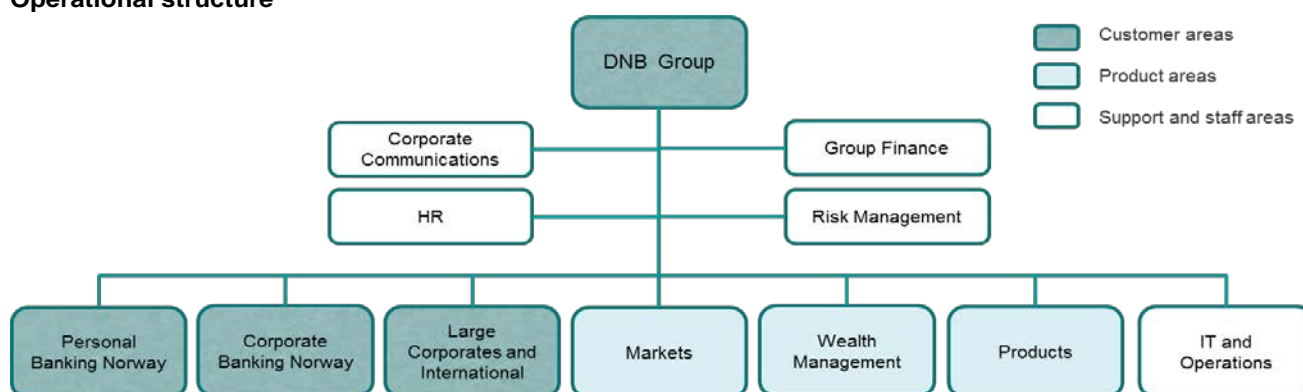 Operational structure
DNB Group
Customer areas
Product areas
Support and staff areas
Corporate
Communications
Group Finance
HR
Risk Management
Personal
Banking Norway
Corporate
Banking Norway
Large
Corporates and
International
Markets
Wealth
Management
Products
IT and
Operations